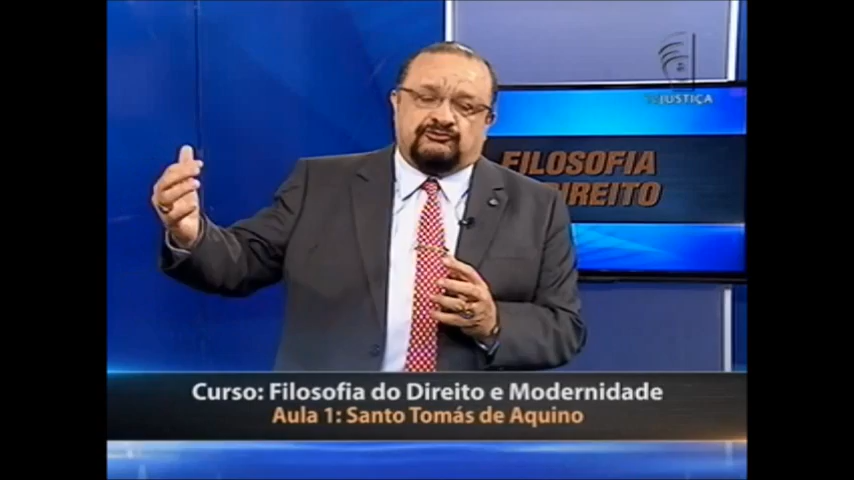 JUSTIÇA
FILOSOFIA
DIREITO
Curso: Filosofia do Direito e Modernidade
Aula 1: Santo Tomás de Aquino